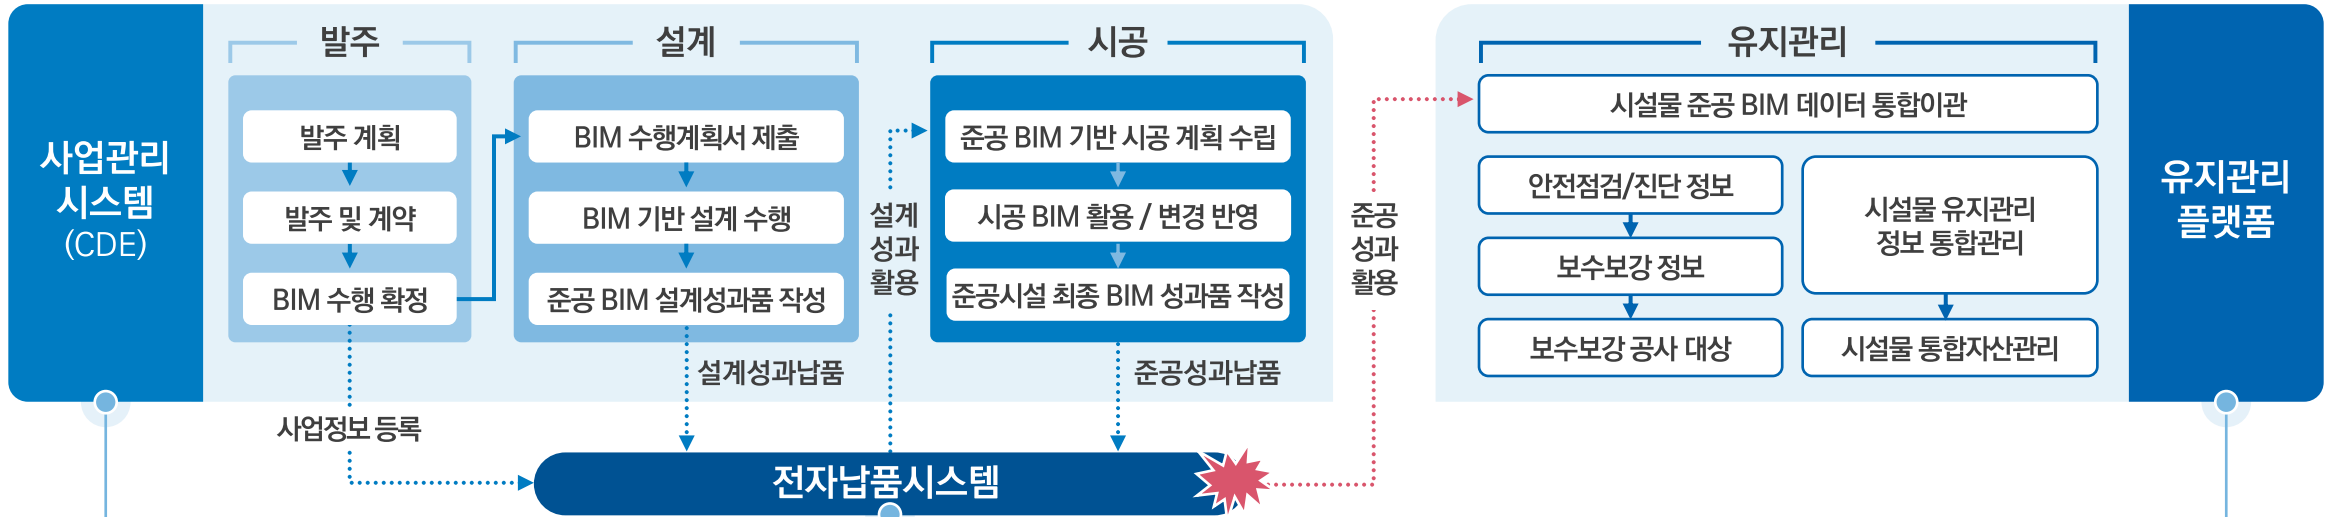 사업관리
시스템
(CDE)
발주
발주 계획
발주 및 계약
BIM 수행 확정
사업정보 등록
설계
BIM 수행계획서 제출
BIM 기반 설계 수행
준공 BIM 설계성과품 작성
설계성과납품
설계
성과
활용
시공
준공 BIM 기반 시공 계획 수립
시공 BIM 활용 / 변경 반영
준공시설 최종 BIM 성과품 작성
준공성과납품
전자납품시스템
준공
성과
활용
유지관리
시설물 준공 BIM 데이터 통합이관
안전점검/진단 정보
보수보강 정보
보수보강 공사 대상
시설물 유지관리
정보 통합관리
시설물 통합자산관리
유지관리
플랫폼